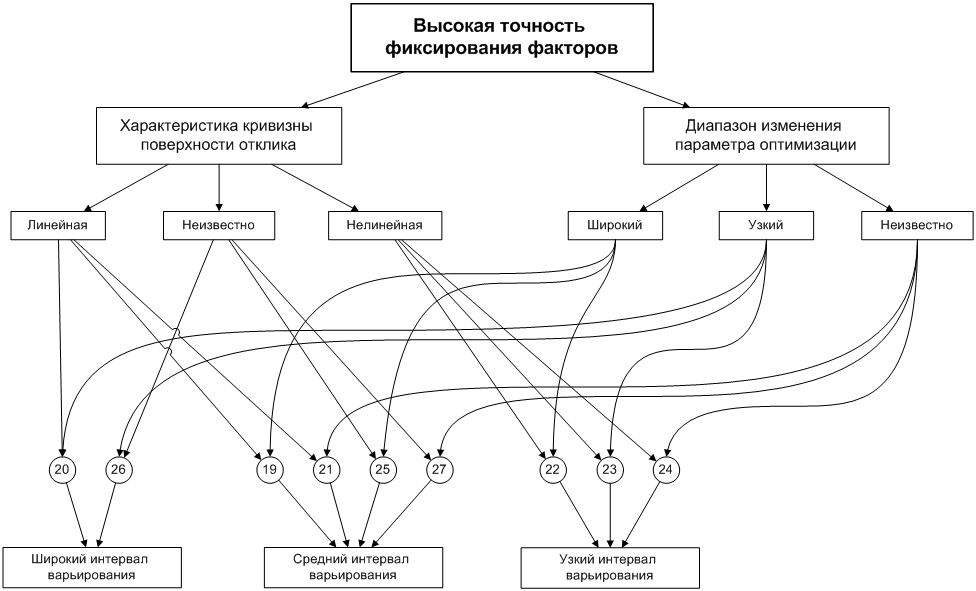 Высокая точность
фиксирования факторов
Характеристика кривизны
поверхности отклика
Диапазон изменения
параметра оптимизации
Линейная
Неизвестно
Нелинейная
Широкий
Узкий
Неизвестно
20
26
19
21
25
27
22
23
24
Широкий интервал
варьирования
Средний интервал
варьирования
Узкий интервал
варьирования